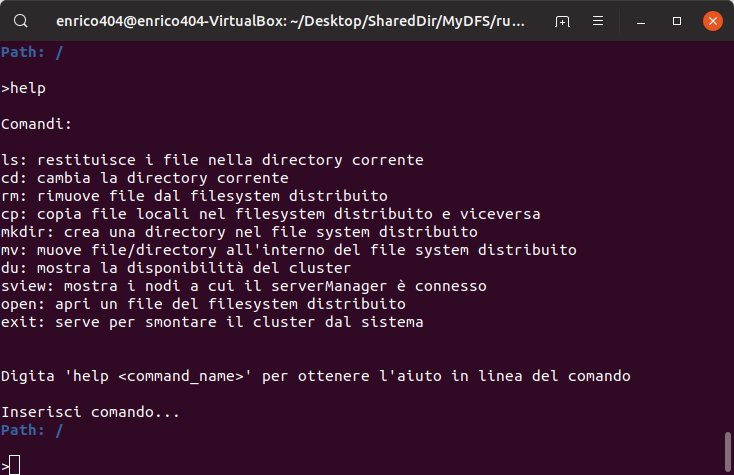 enrico404@enrico404-VirtualBox: ~/Desktop/SharedDir/MyDFS/ru...
Path: /
>help
Comandi:
ls: restituisce i file nella directory corrente
cd: cambia la directory corrente
rm: rimuove file dal filesystem distribuito
cp: copia file locali nel filesystem distribuito e viceversa
mkdir: crea una directory nel file system distribuito
mv: muove file/directory all'interno del file system distribuito
du: mostra la disponibilità del cluster
sview: mostra i nodi a cui il serverManager è connesso
open: apri un file del filesystem distribuito
exit: serve per smontare il cluster dal sistema
Digita 'help <command_name>' per ottenere l'aiuto in linea del comando
Inserisci comando...
Path: /
>